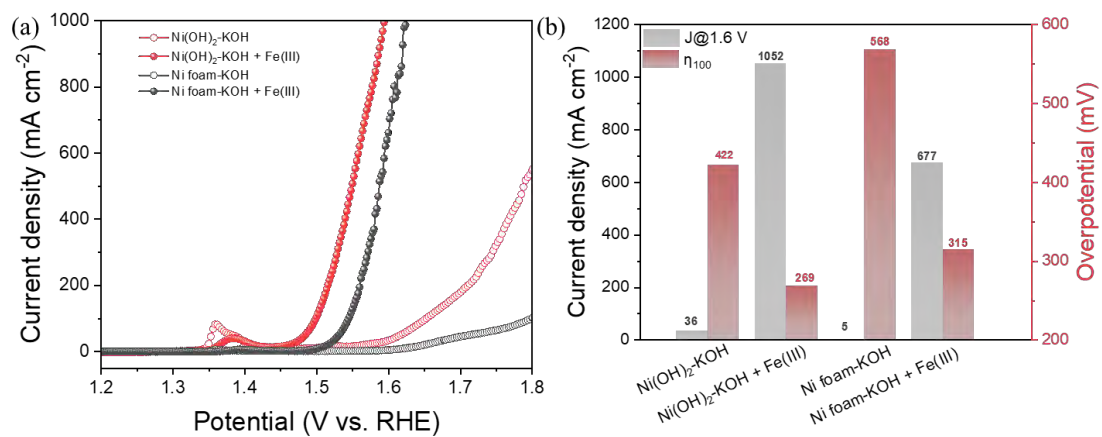 (a)
Ni(OH)₂-KOH
Ni(OH)₂-KOH + Fe(III)
Ni foam-KOH
Ni foam-KOH + Fe(III)
Current density (mA cm⁻²)
1000
800
600
400
200
0
1.2 1.3 1.4 1.5 1.6 1.7 1.8
Potential (V vs. RHE)
(b)
J@1.6 V
η₁₀₀
Current density (mA cm⁻²)
1200
1000
800
600
400
200
0
36 422 1052 269 5 568 677 315
600
500
400
300
200
Overpotential (mV)
Ni(OH)₂-KOH
Ni(OH)₂-KOH + Fe(III)
Ni foam-KOH
Ni foam-KOH + Fe(III)